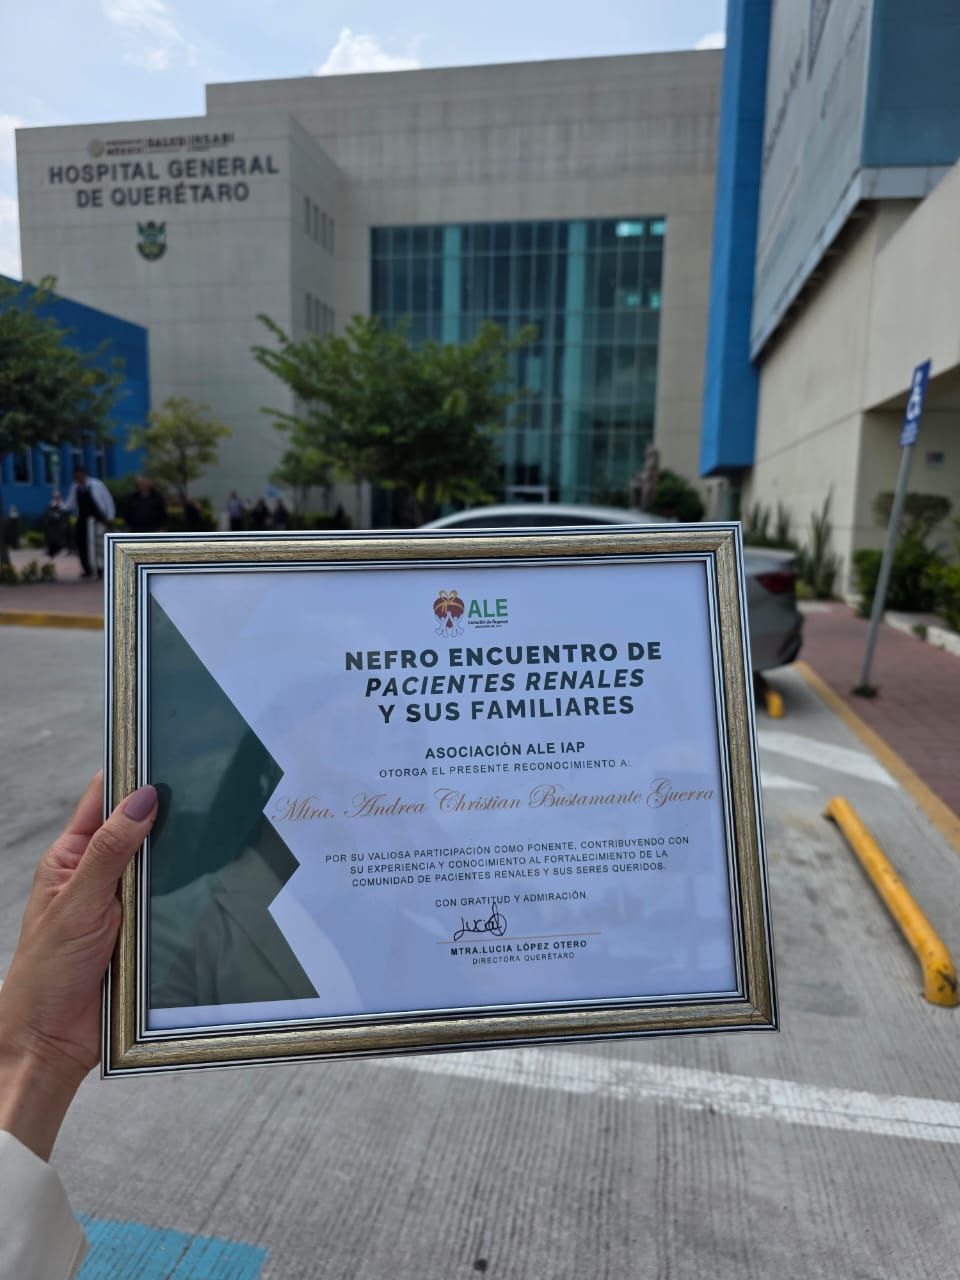 SALUD INSABI
HOSPITAL GENERAL
DE QUERÉTARO
ALE
NEFRO ENCUENTRO DE
PACIENTES RENALES
Y SUS FAMILIARES
ASOCIACIÓN ALE IAP
OTORGA EL PRESENTE RECONOCIMIENTO A:
Mtra. Andrea Christian Bustamante Guerra
POR SU VALIOSA PARTICIPACIÓN COMO PONENTE, CONTRIBUYENDO CON
SU EXPERIENCIA Y CONOCIMIENTO AL FORTALECIMIENTO DE LA
COMUNIDAD DE PACIENTES RENALES Y SUS SERES QUERIDOS.
CON GRATITUD Y ADMIRACIÓN.
MTRA.LUCIA LÓPEZ OTERO
DIRECTORA QUERÉTARO